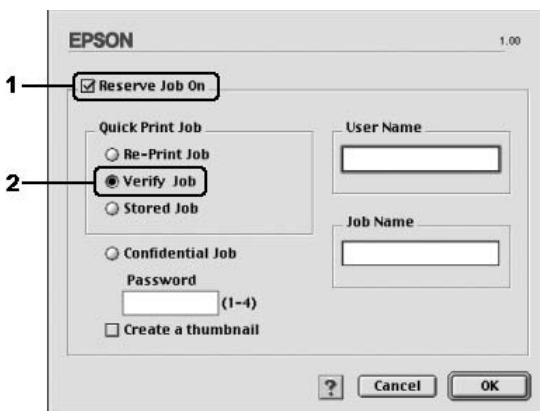 EPSON
1.00
1
Reserve Job On
Quick Print Job
Re-Print Job
2
Verify Job
Stored Job
Confidential Job
Password
(1-4)
Create a thumbnail
User Name
Job Name
?
Cancel
OK